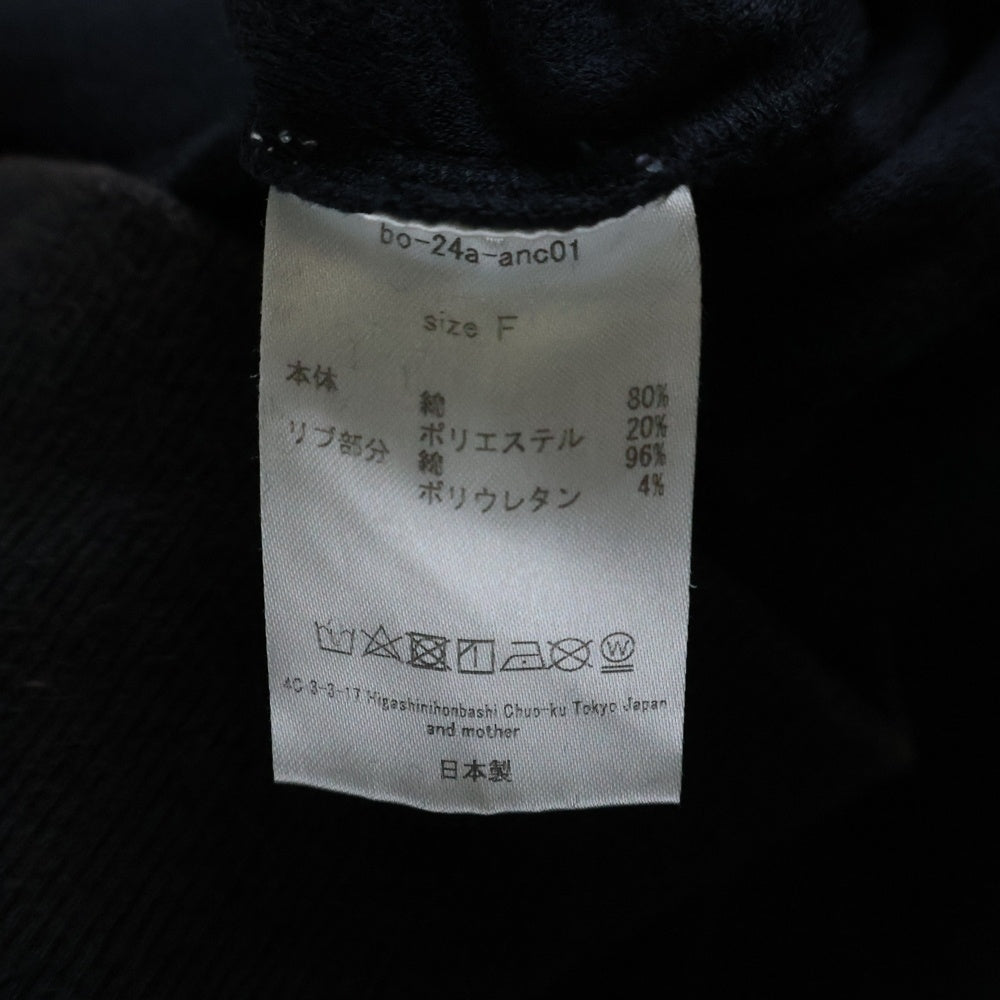 bo-24a-anc01
size F
本体 綿 80%
ポリエステル 20%
リブ部分 綿 96%
ポリウレタン 4%
W
4C 3-3-17 Higashinihonbashi Chuo-ku Tokyo Japan
and mother
日本製